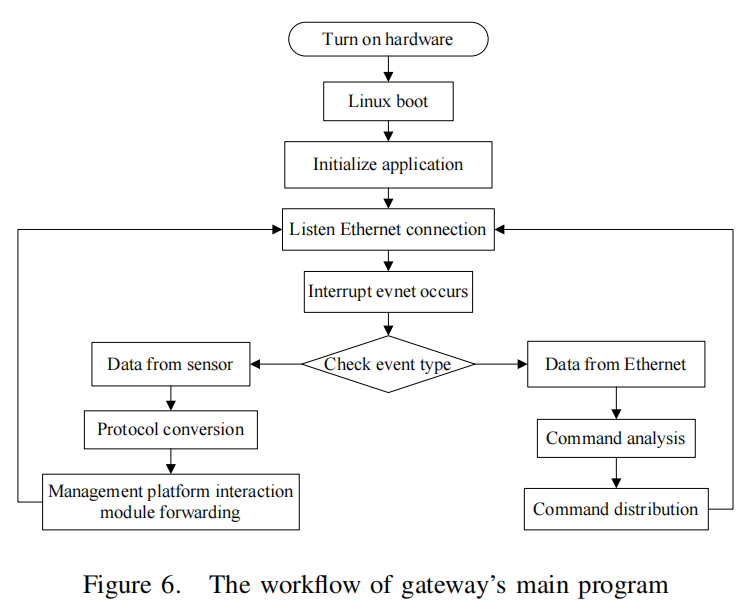 Turn on hardware
Linux boot
Initialize application
Listen Ethernet connection
Interrupt evnet occurs
Check event type
Data from sensor
Protocol conversion
Management platform interaction
module forwarding
Data from Ethernet
Command analysis
Command distribution
Figure 6. The workflow of gateway's main program